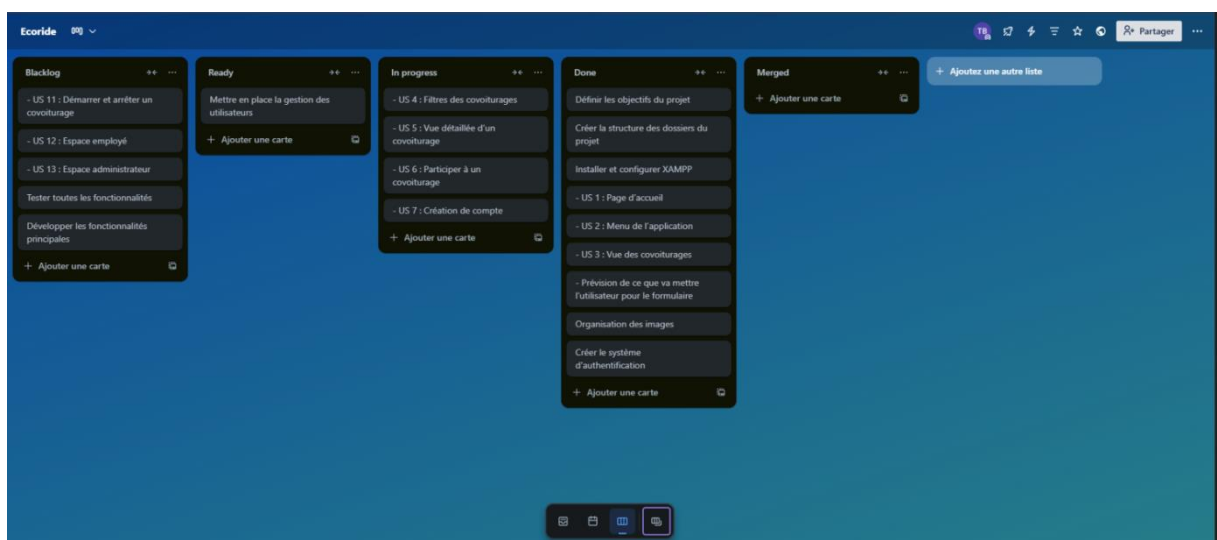 Ecoride
TB
Partager
Blacklog
- US 11 : Démarrer et arrêter un
covoiturage
- US 12 : Espace employé
- US 13 : Espace administrateur
Tester toutes les fonctionnalités
Développer les fonctionnalités
principales
+ Ajouter une carte
Ready
Mettre en place la gestion des
utilisateurs
+ Ajouter une carte
In progress
- US 4 : Filtres des covoiturages
- US 5 : Vue détaillée d'un
covoiturage
- US 6 : Participer à un
covoiturage
- US 7 : Création de compte
+ Ajouter une carte
Done
Définir les objectifs du projet
Créer la structure des dossiers du
projet
Installer et configurer XAMPP
- US 1 : Page d'accueil
- US 2 : Menu de l'application
- US 3 : Vue des covoiturages
- Prévision de ce que va mettre
l'utilisateur pour le formulaire
Organisation des images
Créer le système
d'authentification
+ Ajouter une carte
Merged
+ Ajouter une carte
+ Ajoutez une autre liste